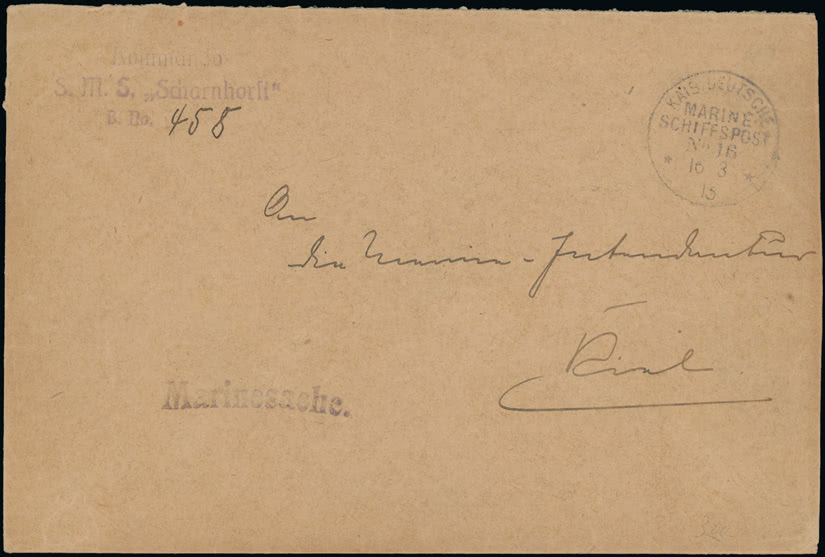 Kommando
S. M. S. „Scharnhorst“
B. No. 458
KAIS. DEUTSCHE
MARINE-
SCHIFFSPOST
No 16
16 3
15
An
die Marine-Intendantur
Kiel
Marinesache.